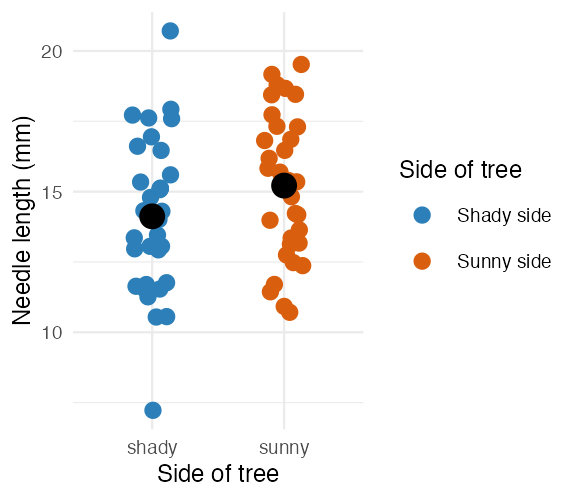 20
15
10
Needle length (mm)
shady
sunny
Side of tree
Side of tree
Shady side
Sunny side